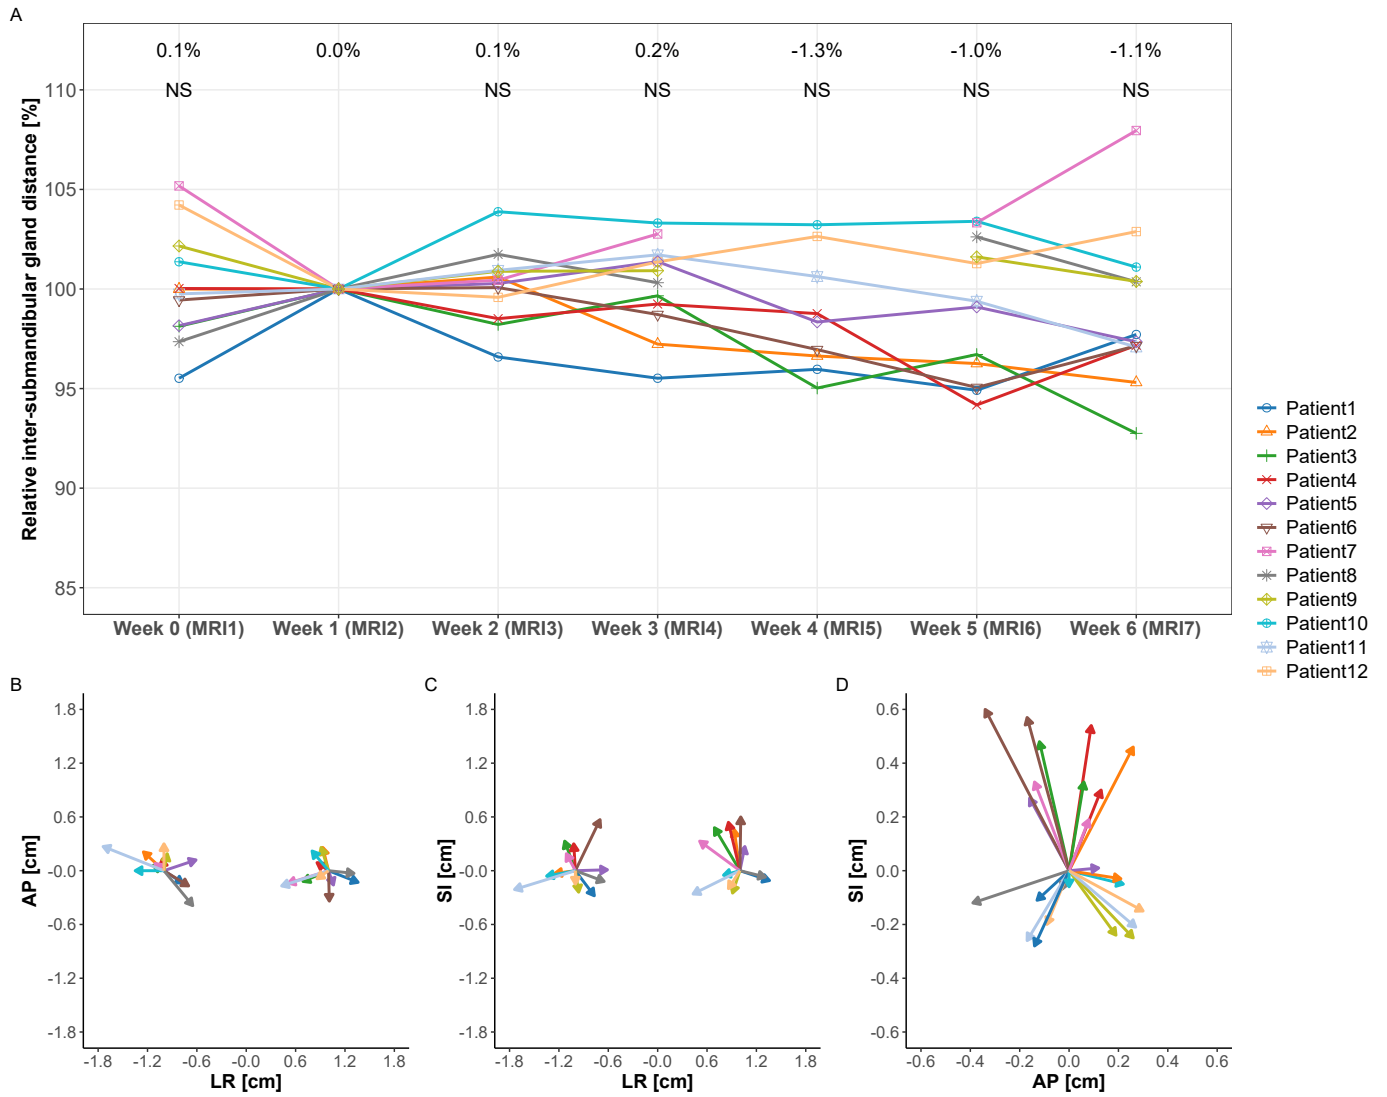 A
0.1% 0.0% 0.1% 0.2% -1.3% -1.0% -1.1%
NS NS NS NS NS NS
Relative inter-submandibular gland distance [%]
110
105
100
95
90
85
Week 0 (MRI1) Week 1 (MRI2) Week 2 (MRI3) Week 3 (MRI4) Week 4 (MRI5) Week 5 (MRI6) Week 6 (MRI7)
Patient1
Patient2
Patient3
Patient4
Patient5
Patient6
Patient7
Patient8
Patient9
Patient10
Patient11
Patient12
B
AP [cm]
1.8
1.2
0.6
-0.0
-0.6
-1.2
-1.8
-1.8 -1.2 -0.6 -0.0 0.6 1.2 1.8
LR [cm]
C
SI [cm]
1.8
1.2
0.6
-0.0
-0.6
-1.2
-1.8
-1.8 -1.2 -0.6 -0.0 0.6 1.2 1.8
LR [cm]
D
SI [cm]
0.6
0.4
0.2
0.0
-0.2
-0.4
-0.6
-0.6 -0.4 -0.2 0.0 0.2 0.4 0.6
AP [cm]